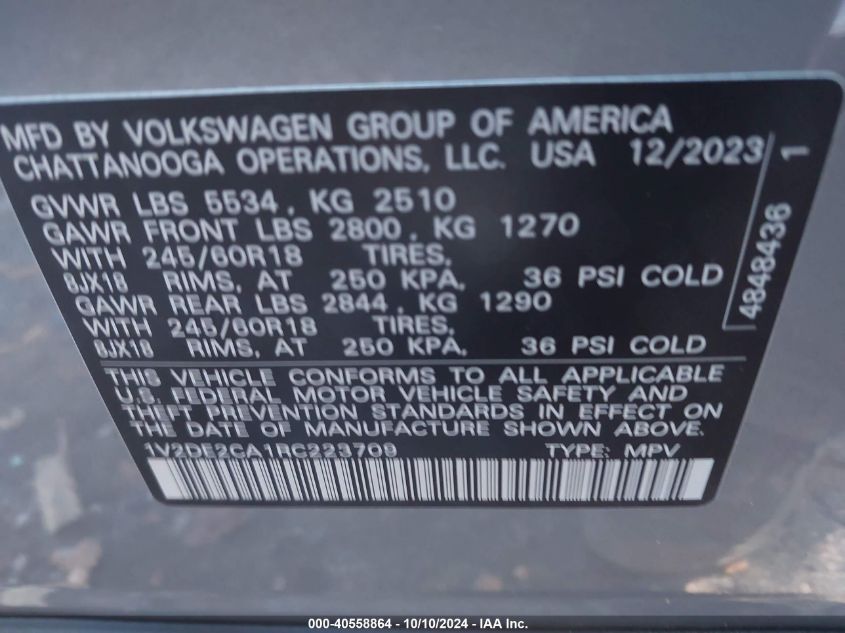 MFD BY VOLKSWAGEN GROUP OF AMERICA
CHATTANOOGA OPERATIONS, LLC. USA 12/2023
GVWR LBS 5534, KG 2510
GAWR FRONT LBS 2800, KG 1270
WITH 245/60R18 TIRES,
8JX18 RIMS, AT 250 KPA, 36 PSI COLD
GAWR REAR LBS 2844, KG 1290
WITH 245/60R18 TIRES,
8JX18 RIMS, AT 250 KPA, 36 PSI COLD
4848436 1
THIS VEHICLE CONFORMS TO ALL APPLICABLE
U.S. FEDERAL MOTOR VEHICLE SAFETY AND
THEFT PREVENTION STANDARDS IN EFFECT ON
THE DATE OF MANUFACTURE SHOWN ABOVE.
1V2DE2CA1RC223709 TYPE: MPV
000-40558864 - 10/10/2024 - IAA Inc.